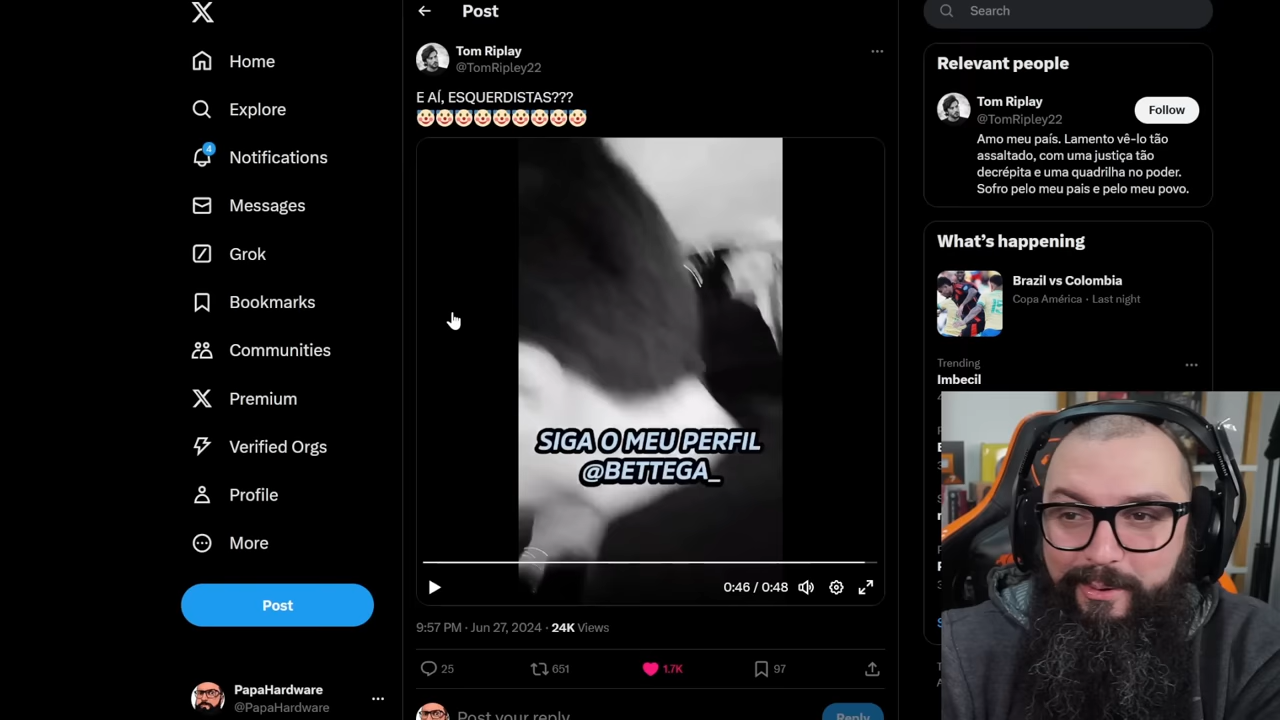 Home
Explore
4
Notifications
Messages
Grok
Bookmarks
Communities
Premium
Verified Orgs
Profile
More
Post
PapaHardware
@PapaHardware
Post
Tom Riplay
@TomRipley22
E AÍ, ESQUERDISTAS???
🤡🤡🤡🤡🤡🤡🤡🤡🤡
SIGA O MEU PERFIL
@BETTEGA_
0:46 / 0:48
9:57 PM · Jun 27, 2024 · 24K Views
25
651
1.7K
97
Post your reply
Reply
Search
Relevant people
Tom Riplay
@TomRipley22
Follow
Amo meu país. Lamento vê-lo tão
assaltado, com uma justiça tão
decrépita e uma quadrilha no poder.
Sofro pelo meu pais e pelo meu povo.
What's happening
Brazil vs Colombia
Copa América · Last night
Trending
Imbecil